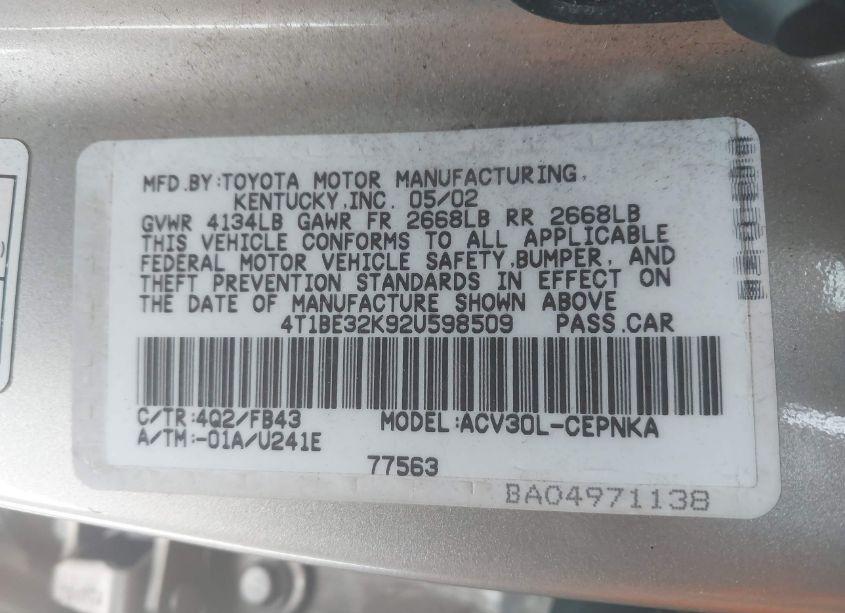 MFD.BY:TOYOTA MOTOR MANUFACTURING,
KENTUCKY,INC. 05/02
GVWR 4134LB GAWR FR 2668LB RR 2668LB
THIS VEHICLE CONFORMS TO ALL APPLICABLE
FEDERAL MOTOR VEHICLE SAFETY,BUMPER, AND
THEFT PREVENTION STANDARDS IN EFFECT ON
THE DATE OF MANUFACTURE SHOWN ABOVE
4T1BE32K92U598509 PASS.CAR
C/TR:4Q2/FB43 MODEL:ACV30L-CEPNKA
A/TM:-01A/U241E
77563
BA04971138